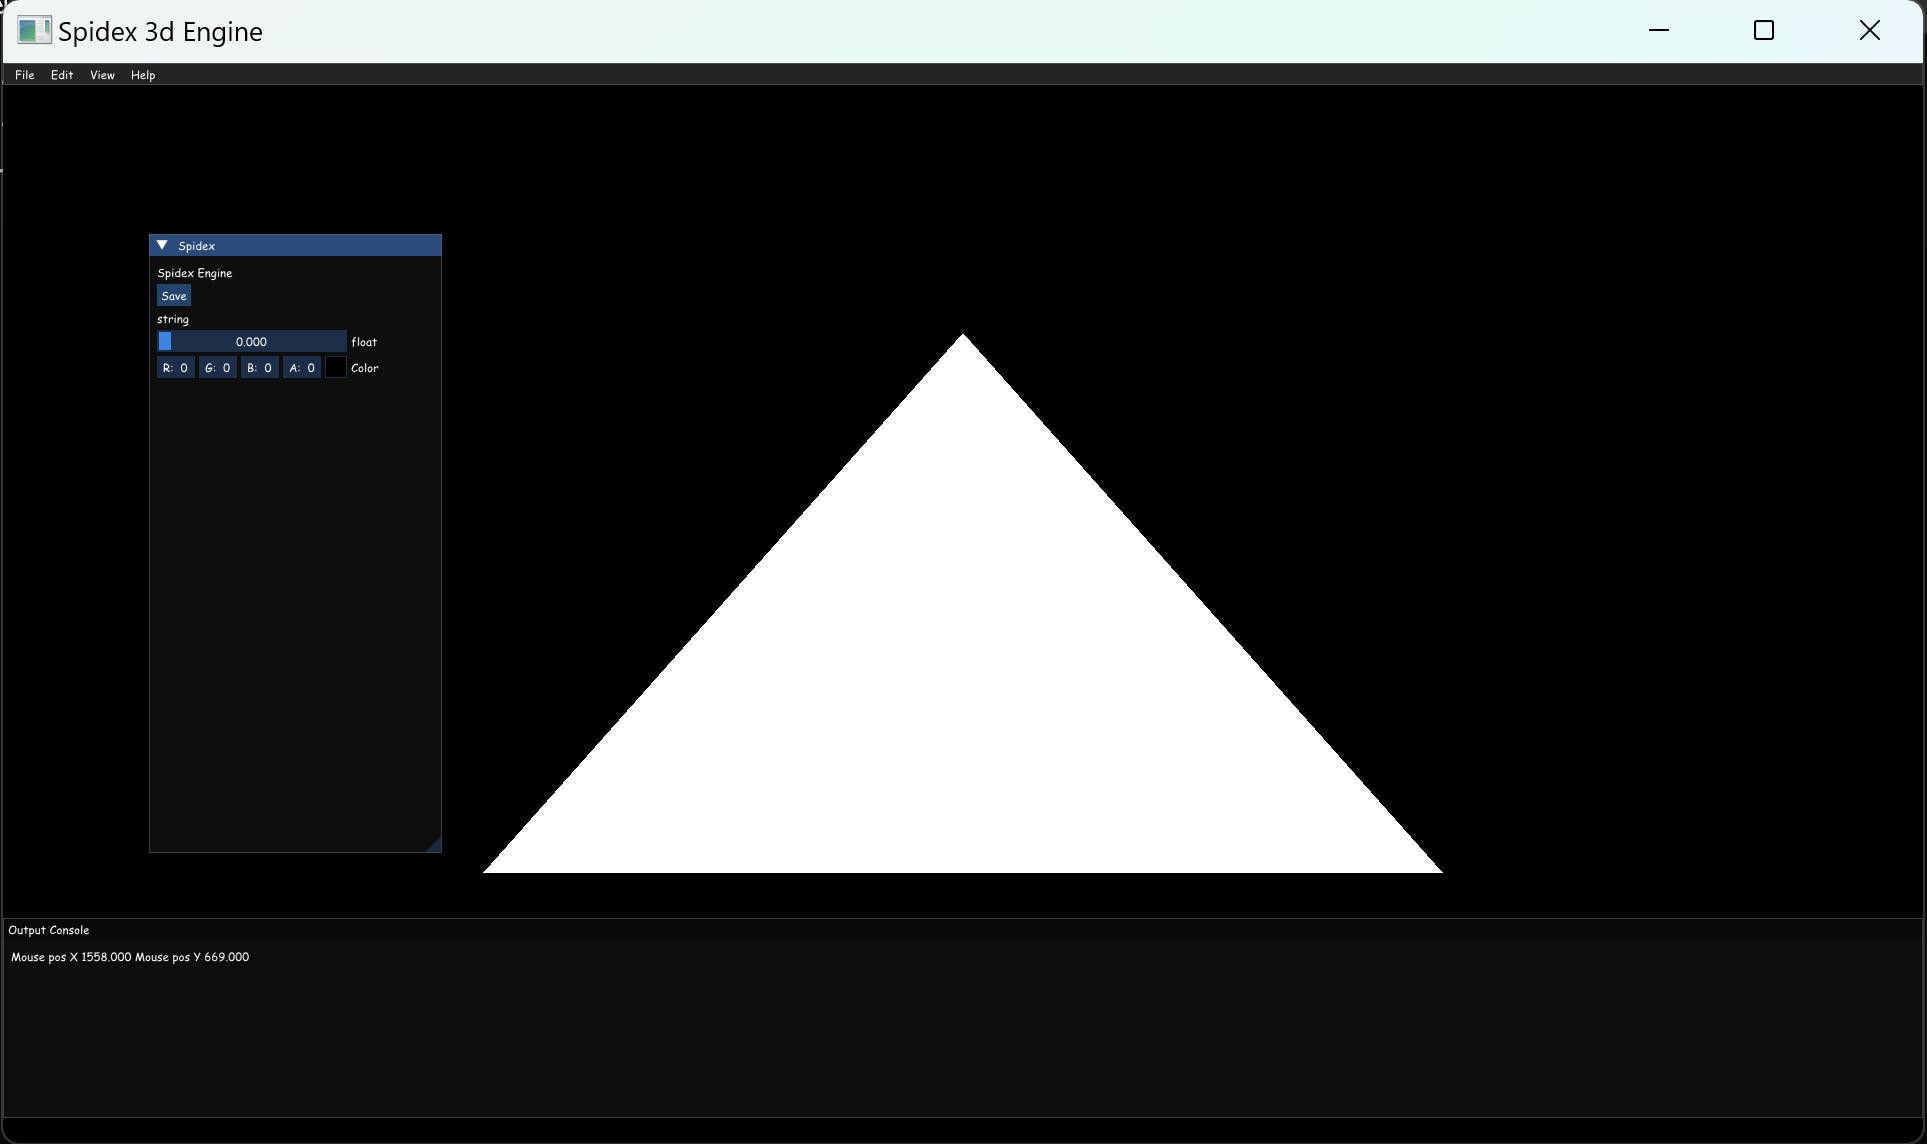 Spidex 3d Engine
File Edit View Help
Spidex
Spidex Engine
Save
string
0.000 float
R: 0 G: 0 B: 0 A: 0 Color
Output Console
Mouse pos X 1558.000 Mouse pos Y 669.000